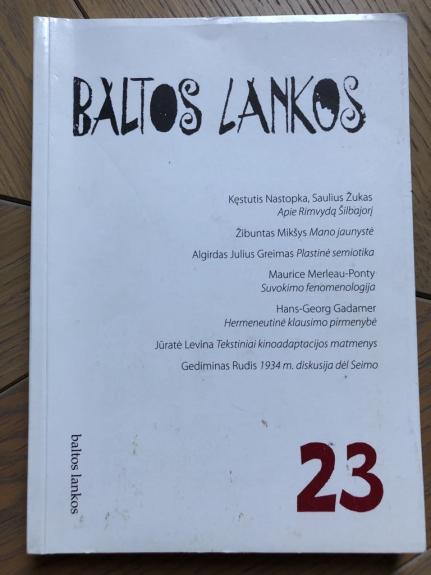 BALTOS LANKOS
Kęstutis Nastopka, Saulius Žukas
Apie Rimvydą Šilbajorį
Žibuntas Mikšys Mano jaunystė
Algirdas Julius Greimas Plastinė semiotika
Maurice Merleau-Ponty
Suvokimo fenomenologija
Hans-Georg Gadamer
Hermeneutinė klausimo pirmenybė
Jūratė Levina Tekstiniai kinoadaptacijos matmenys
Gediminas Rudis 1934 m. diskusija dėl Seimo
baltos lankos
23